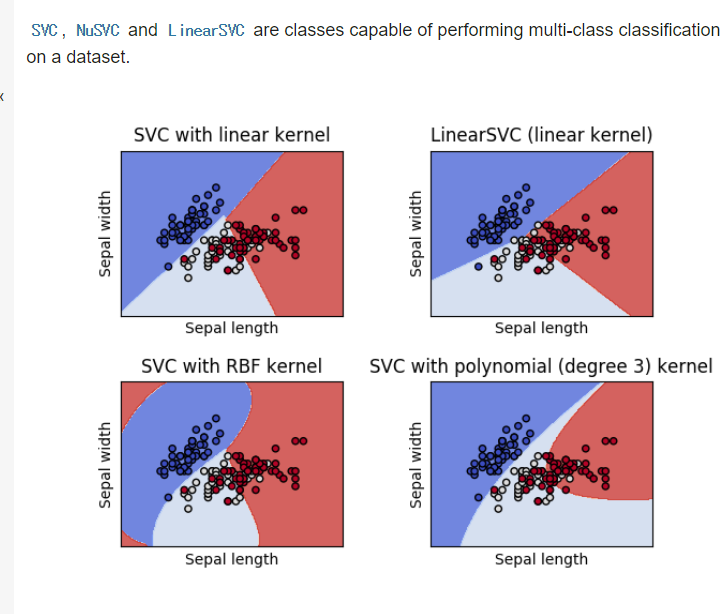 SVC, NuSVC and LinearSVC are classes capable of performing multi-class classification
on a dataset.
SVC with linear kernel
LinearSVC (linear kernel)
Sepal width
Sepal width
Sepal length
Sepal length
SVC with RBF kernel
SVC with polynomial (degree 3) kernel
Sepal width
Sepal width
Sepal length
Sepal length